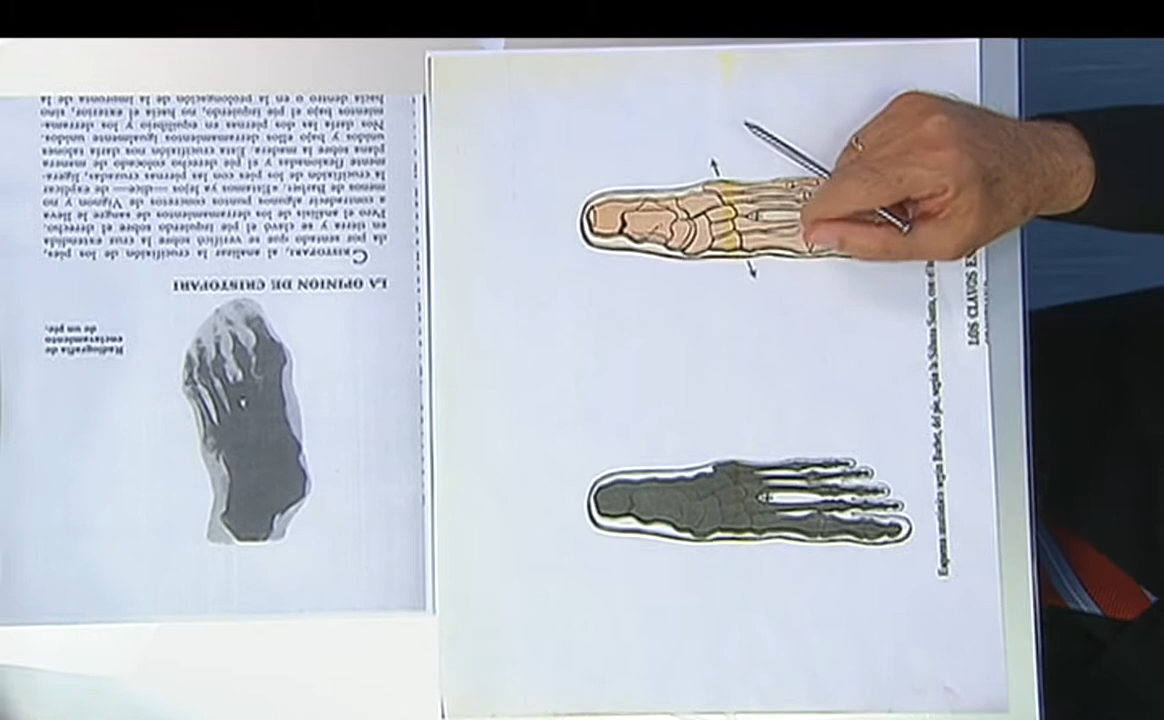 Radiografía de
enclavamiento
de un pie.
LA OPINION DE CRISTOFARI
CRISTOFARI, al analizar la crucifixión de los pies,
da por sentado que se verificó sobre la cruz extendida
en tierra y se clavó el pie izquierdo sobre el derecho.
Pero el análisis de los derramamientos de sangre le lleva
a contradecir algunos puntos concretos de Vignon y no
menos de Barbet. «Estamos ya lejos —dice— de explicar
la crucifixión de los pies con las piernas cruzadas, ligera-
mente flexionadas y el pie derecho colocado de manera
plana sobre la madera. Esta crucifixión nos daría talones
unidos y bajo ellos derramamientos igualmente unidos.
Nos daría las dos piernas en equilibrio y los derrama-
mientos bajo el pie izquierdo, no hacia el exterior, sino
hacia dentro o en la prolongación de la impronta de la
LOS CLAVOS
según Barbet, del pie, según la Sábana Santa, con